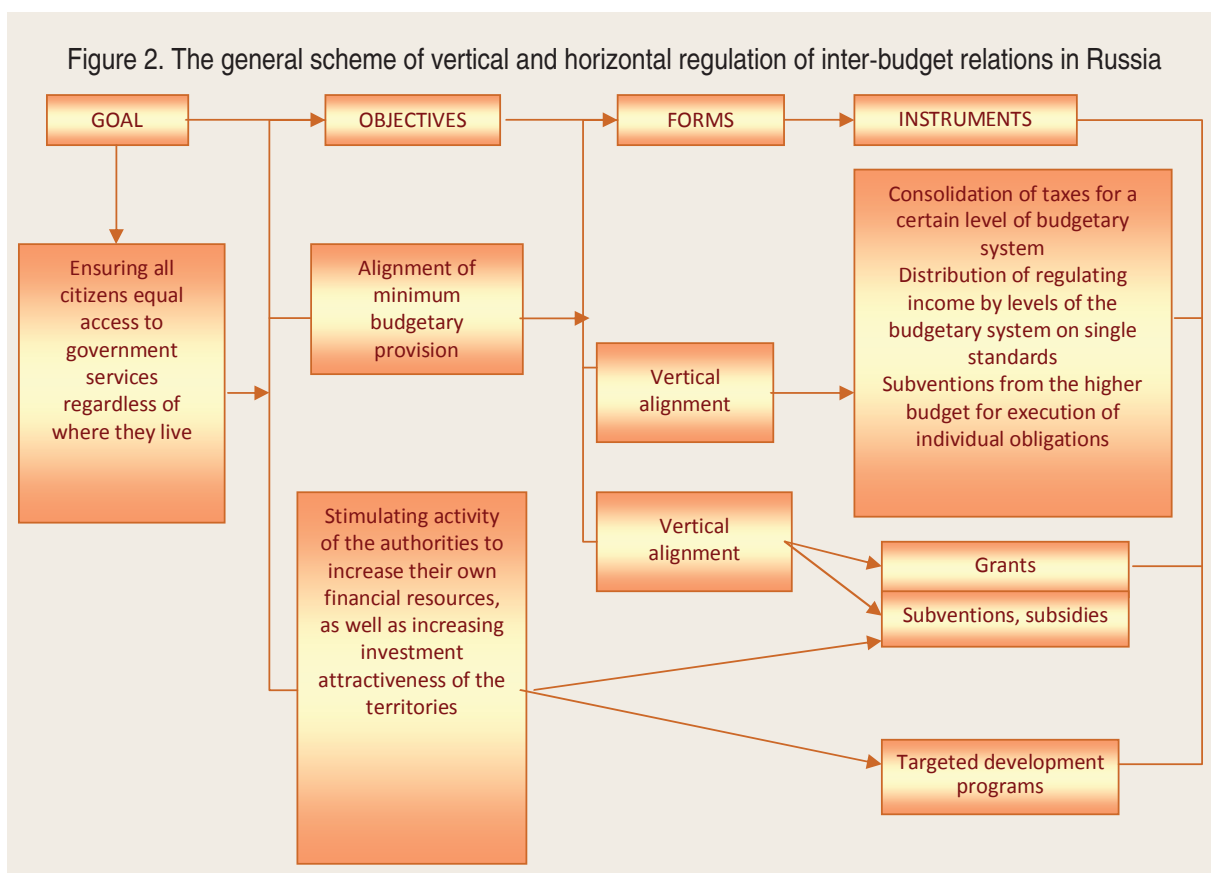 Figure 2. The general scheme of vertical and horizontal regulation of inter-budget relations in Russia
GOAL
OBJECTIVES
FORMS
INSTRUMENTS
Ensuring all
citizens equal
access to
government
services
regardless of
where they live
Alignment of
minimum
budgetary
provision
Stimulating activity
of the authorities to
increase their own
financial resources,
as well as increasing
investment
attractiveness of the
territories
Vertical
alignment
Vertical
alignment
Consolidation of taxes for a
certain level of budgetary
system
Distribution of regulating
income by levels of the
budgetary system on single
standards
Subventions from the higher
budget for execution of
individual obligations
Grants
Subventions, subsidies
Targeted development
programs